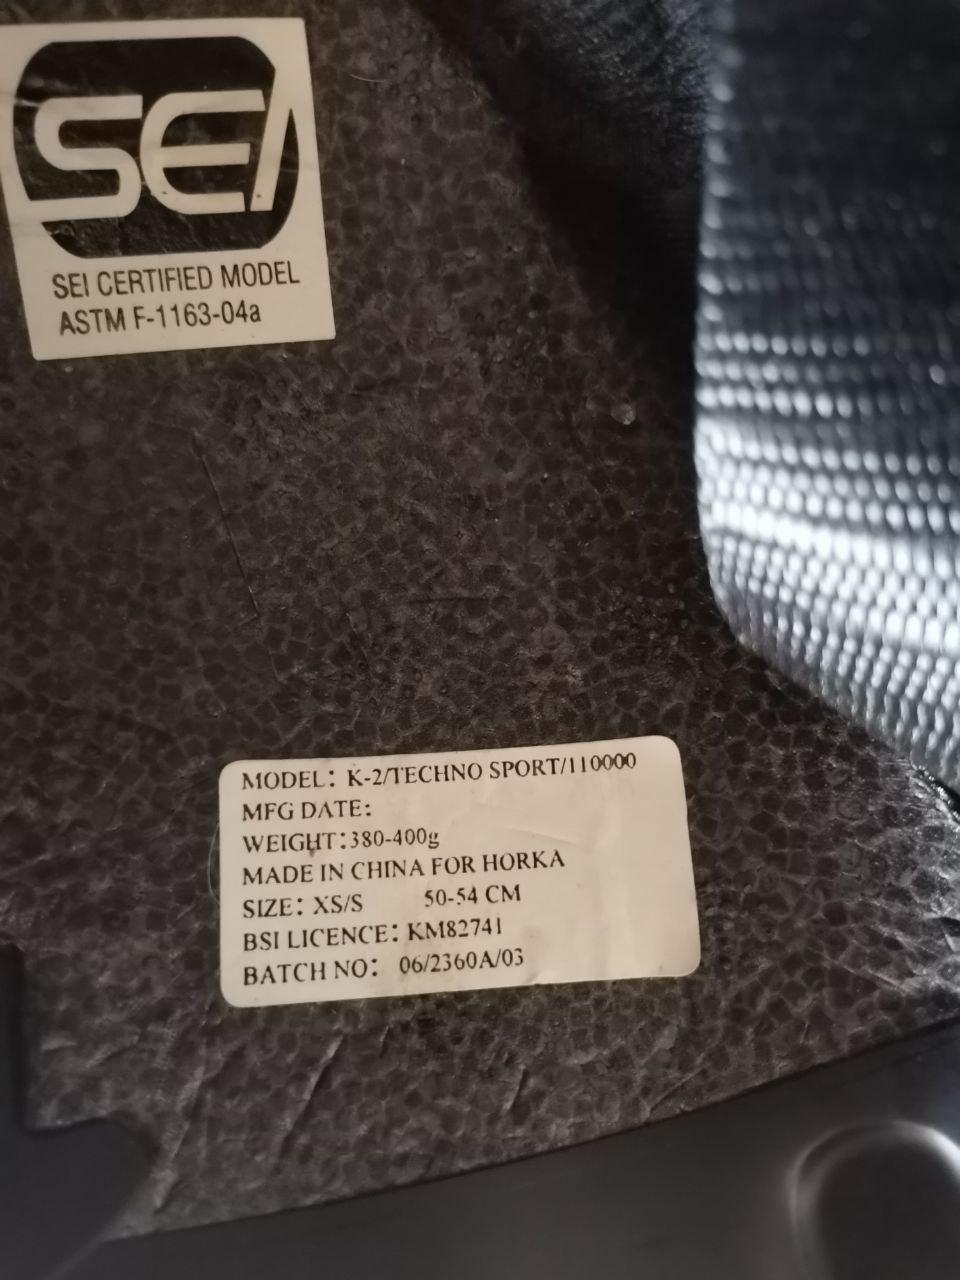 SEI
SEI CERTIFIED MODEL
ASTM F-1163-04a
MODEL: K-2/TECHNO SPORT/110000
MFG DATE:
WEIGHT:380-400g
MADE IN CHINA FOR HORKA
SIZE: XS/S 50-54 CM
BSI LICENCE: KM82741
BATCH NO: 06/2360A/03